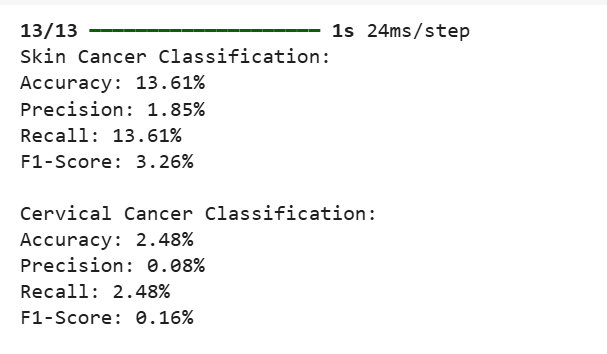 13/13 ━━━━━━━━━━━━━━━━━━━━ 1s 24ms/step
Skin Cancer Classification:
Accuracy: 13.61%
Precision: 1.85%
Recall: 13.61%
F1-Score: 3.26%
Cervical Cancer Classification:
Accuracy: 2.48%
Precision: 0.08%
Recall: 2.48%
F1-Score: 0.16%